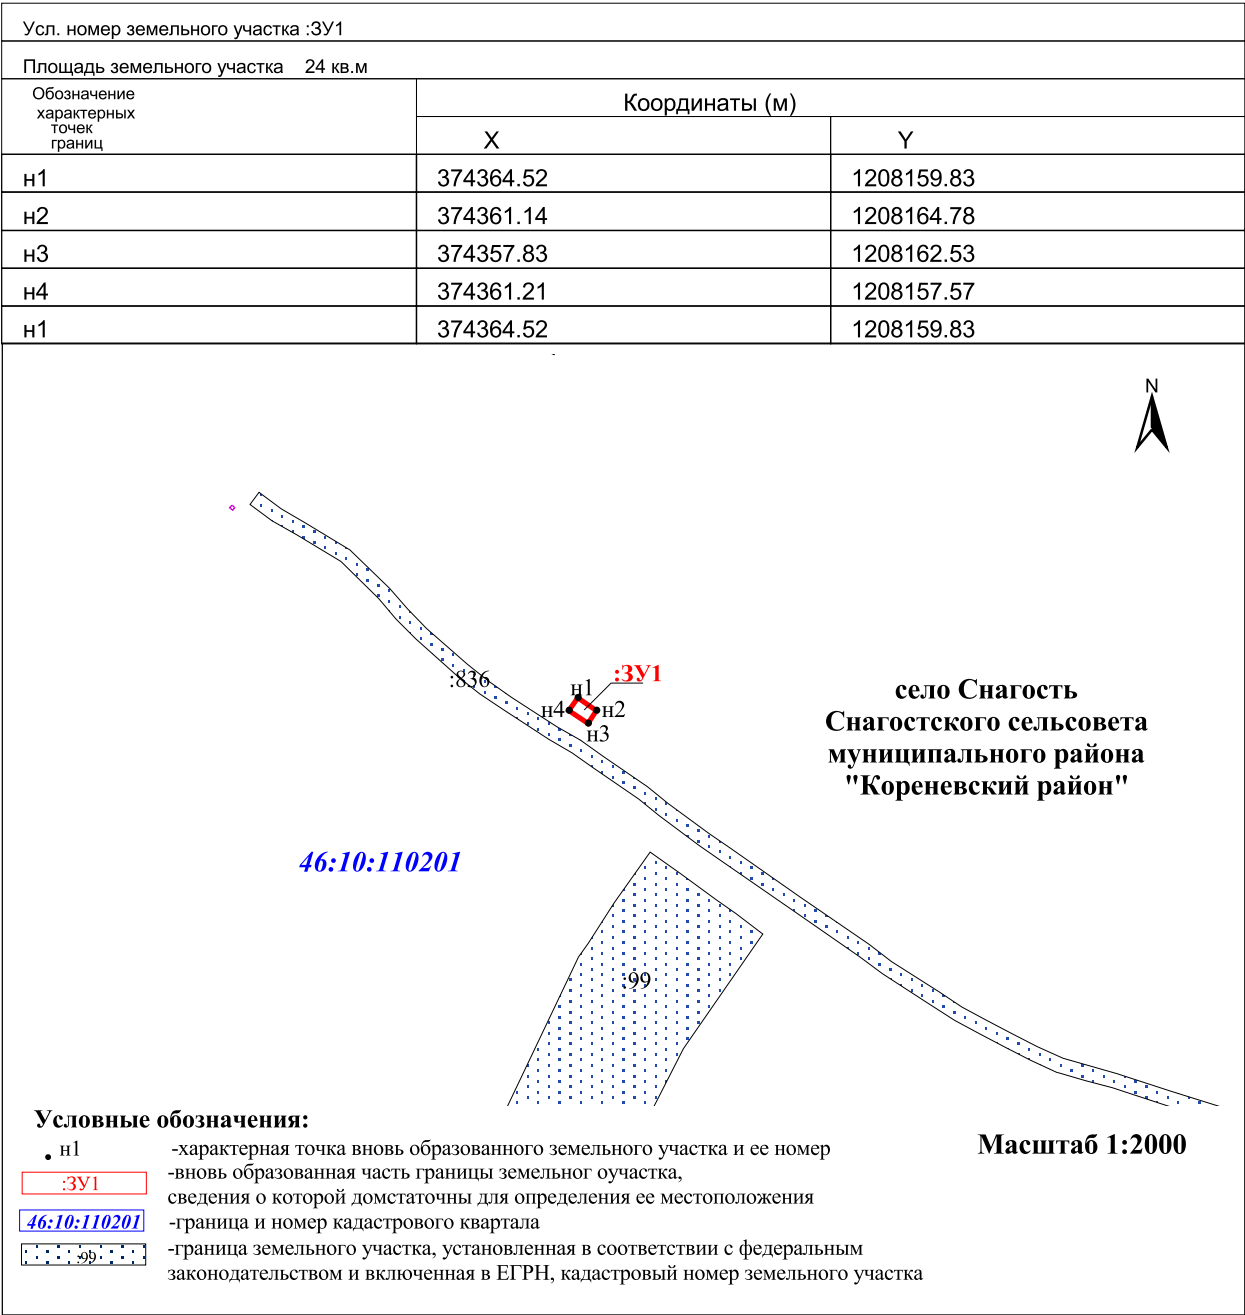 Усл. номер земельного участка :ЗУ1
Площадь земельного участка 24 кв.м
Обозначение
характерных
точек
границ
Координаты (м)
X Y
н1 374364.52 1208159.83
н2 374361.14 1208164.78
н3 374357.83 1208162.53
н4 374361.21 1208157.57
н1 374364.52 1208159.83
N
:836
:ЗУ1
н1
н4 н2
н3
село Снагость
Снагостского сельсовета
муниципального района
"Кореневский район"
46:10:110201
:99
Условные обозначения:
н1 -характерная точка вновь образованного земельного участка и ее номер
Масштаб 1:2000
:ЗУ1 -вновь образованная часть границы земельног оучастка,
сведения о которой домстаточны для определения ее местоположения
46:10:110201 -граница и номер кадастрового квартала
:99 -граница земельного участка, установленная в соответствии с федеральным
законодательством и включенная в ЕГРН, кадастровый номер земельного участка